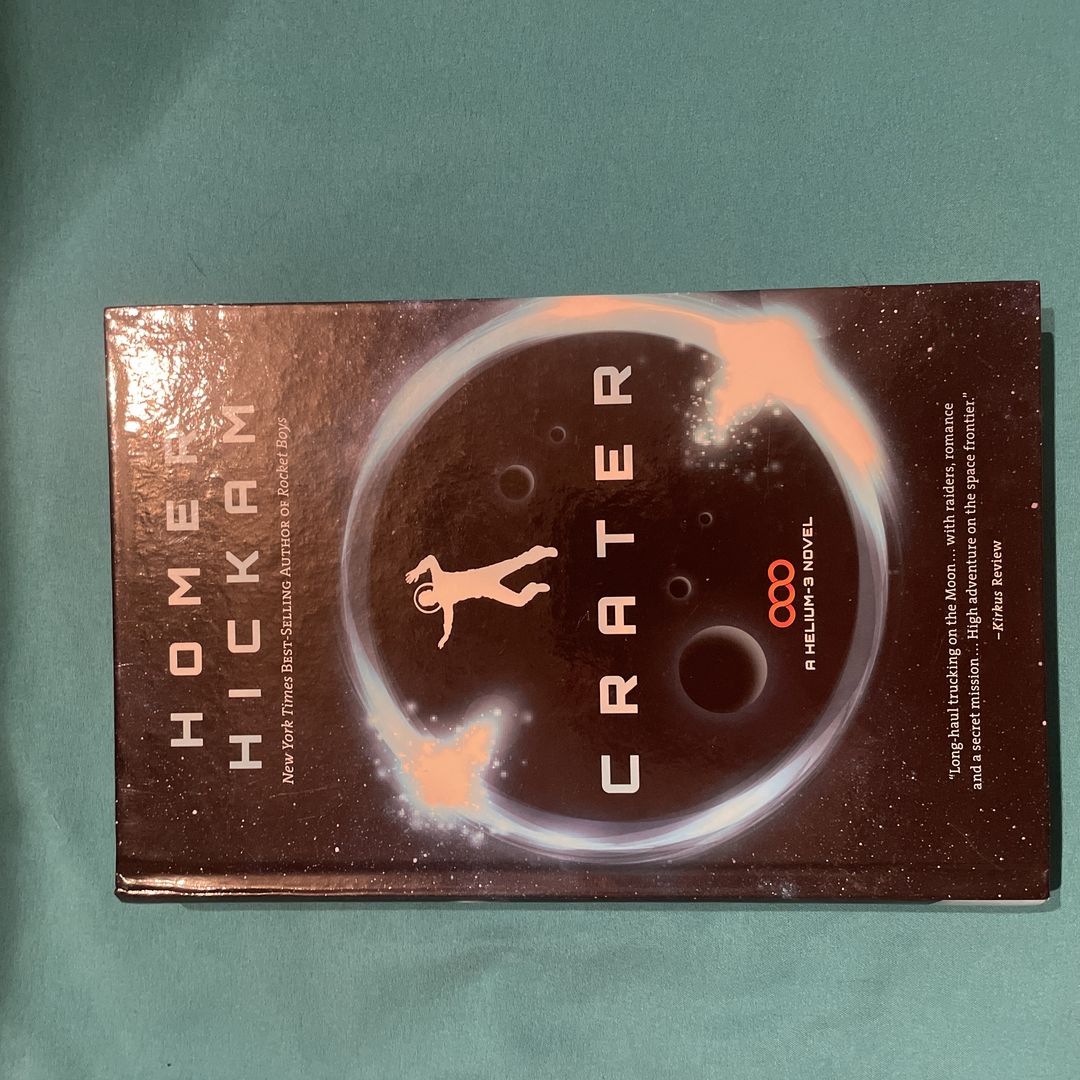 HOMER
HICKAM
New York Times BEST-SELLING AUTHOR OF Rocket Boys
CRATER
A HELIUM-3 NOVEL
“Long-haul trucking on the Moon... with raiders, romance
and a secret mission... High adventure on the space frontier.”
–Kirkus Review